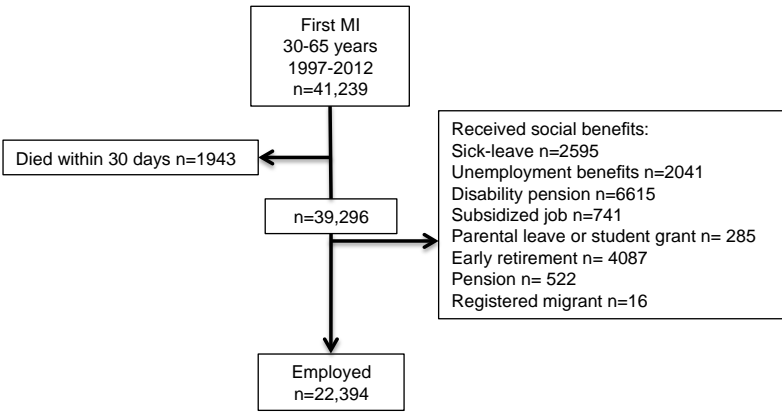 First MI
30-65 years
1997-2012
n=41,239
Died within 30 days n=1943
n=39,296
Received social benefits:
Sick-leave n=2595
Unemployment benefits n=2041
Disability pension n=6615
Subsidized job n=741
Parental leave or student grant n= 285
Early retirement n= 4087
Pension n= 522
Registered migrant n=16
Employed
n=22,394